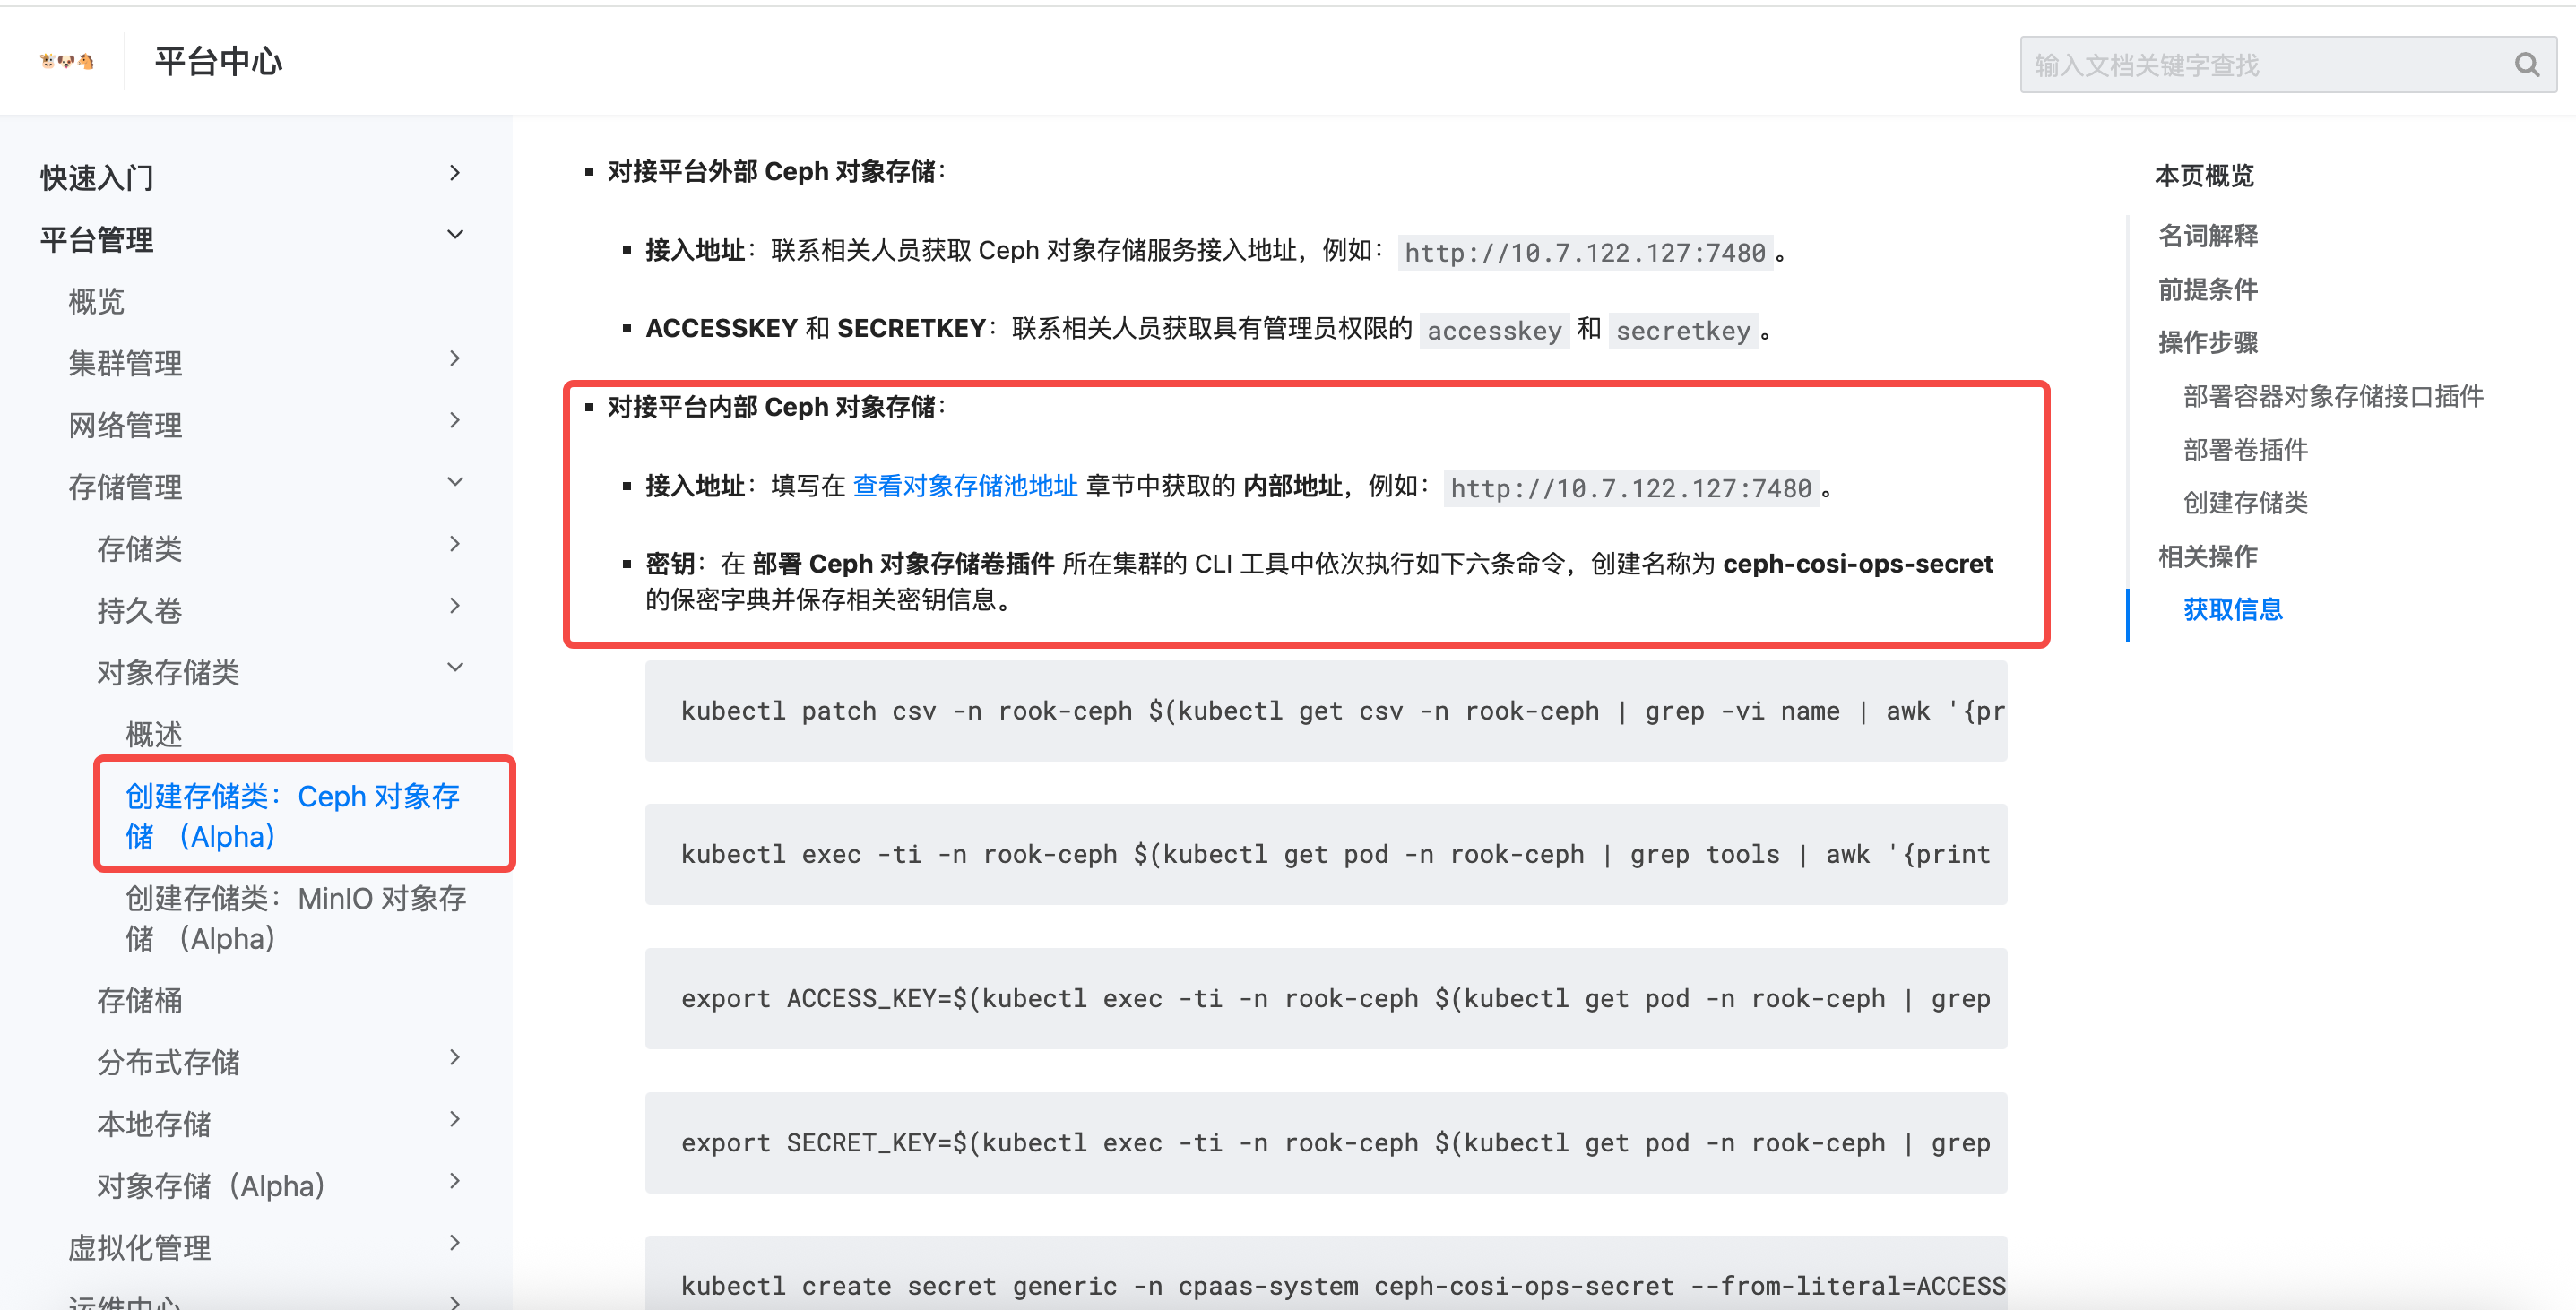 平台中心
输入文档关键字查找
快速入门
平台管理
概览
集群管理
网络管理
存储管理
存储类
持久卷
对象存储类
概述
创建存储类：Ceph 对象存
储 （Alpha）
创建存储类：MinIO 对象存
储 （Alpha）
存储桶
分布式存储
本地存储
对象存储（Alpha）
虚拟化管理
运维中心
对接平台外部 Ceph 对象存储：
接入地址：联系相关人员获取 Ceph 对象存储服务接入地址，例如： http://10.7.122.127:7480 。
ACCESSKEY 和 SECRETKEY：联系相关人员获取具有管理员权限的 accesskey 和 secretkey 。
对接平台内部 Ceph 对象存储：
接入地址：填写在 查看对象存储池地址 章节中获取的 内部地址，例如： http://10.7.122.127:7480 。
密钥：在 部署 Ceph 对象存储卷插件 所在集群的 CLI 工具中依次执行如下六条命令，创建名称为 ceph-cosi-ops-secret
的保密字典并保存相关密钥信息。
kubectl patch csv -n rook-ceph $(kubectl get csv -n rook-ceph | grep -vi name | awk '{pr
kubectl exec -ti -n rook-ceph $(kubectl get pod -n rook-ceph | grep tools | awk '{print
export ACCESS_KEY=$(kubectl exec -ti -n rook-ceph $(kubectl get pod -n rook-ceph | grep
export SECRET_KEY=$(kubectl exec -ti -n rook-ceph $(kubectl get pod -n rook-ceph | grep
kubectl create secret generic -n cpaas-system ceph-cosi-ops-secret --from-literal=ACCESS
本页概览
名词解释
前提条件
操作步骤
部署容器对象存储接口插件
部署卷插件
创建存储类
相关操作
获取信息